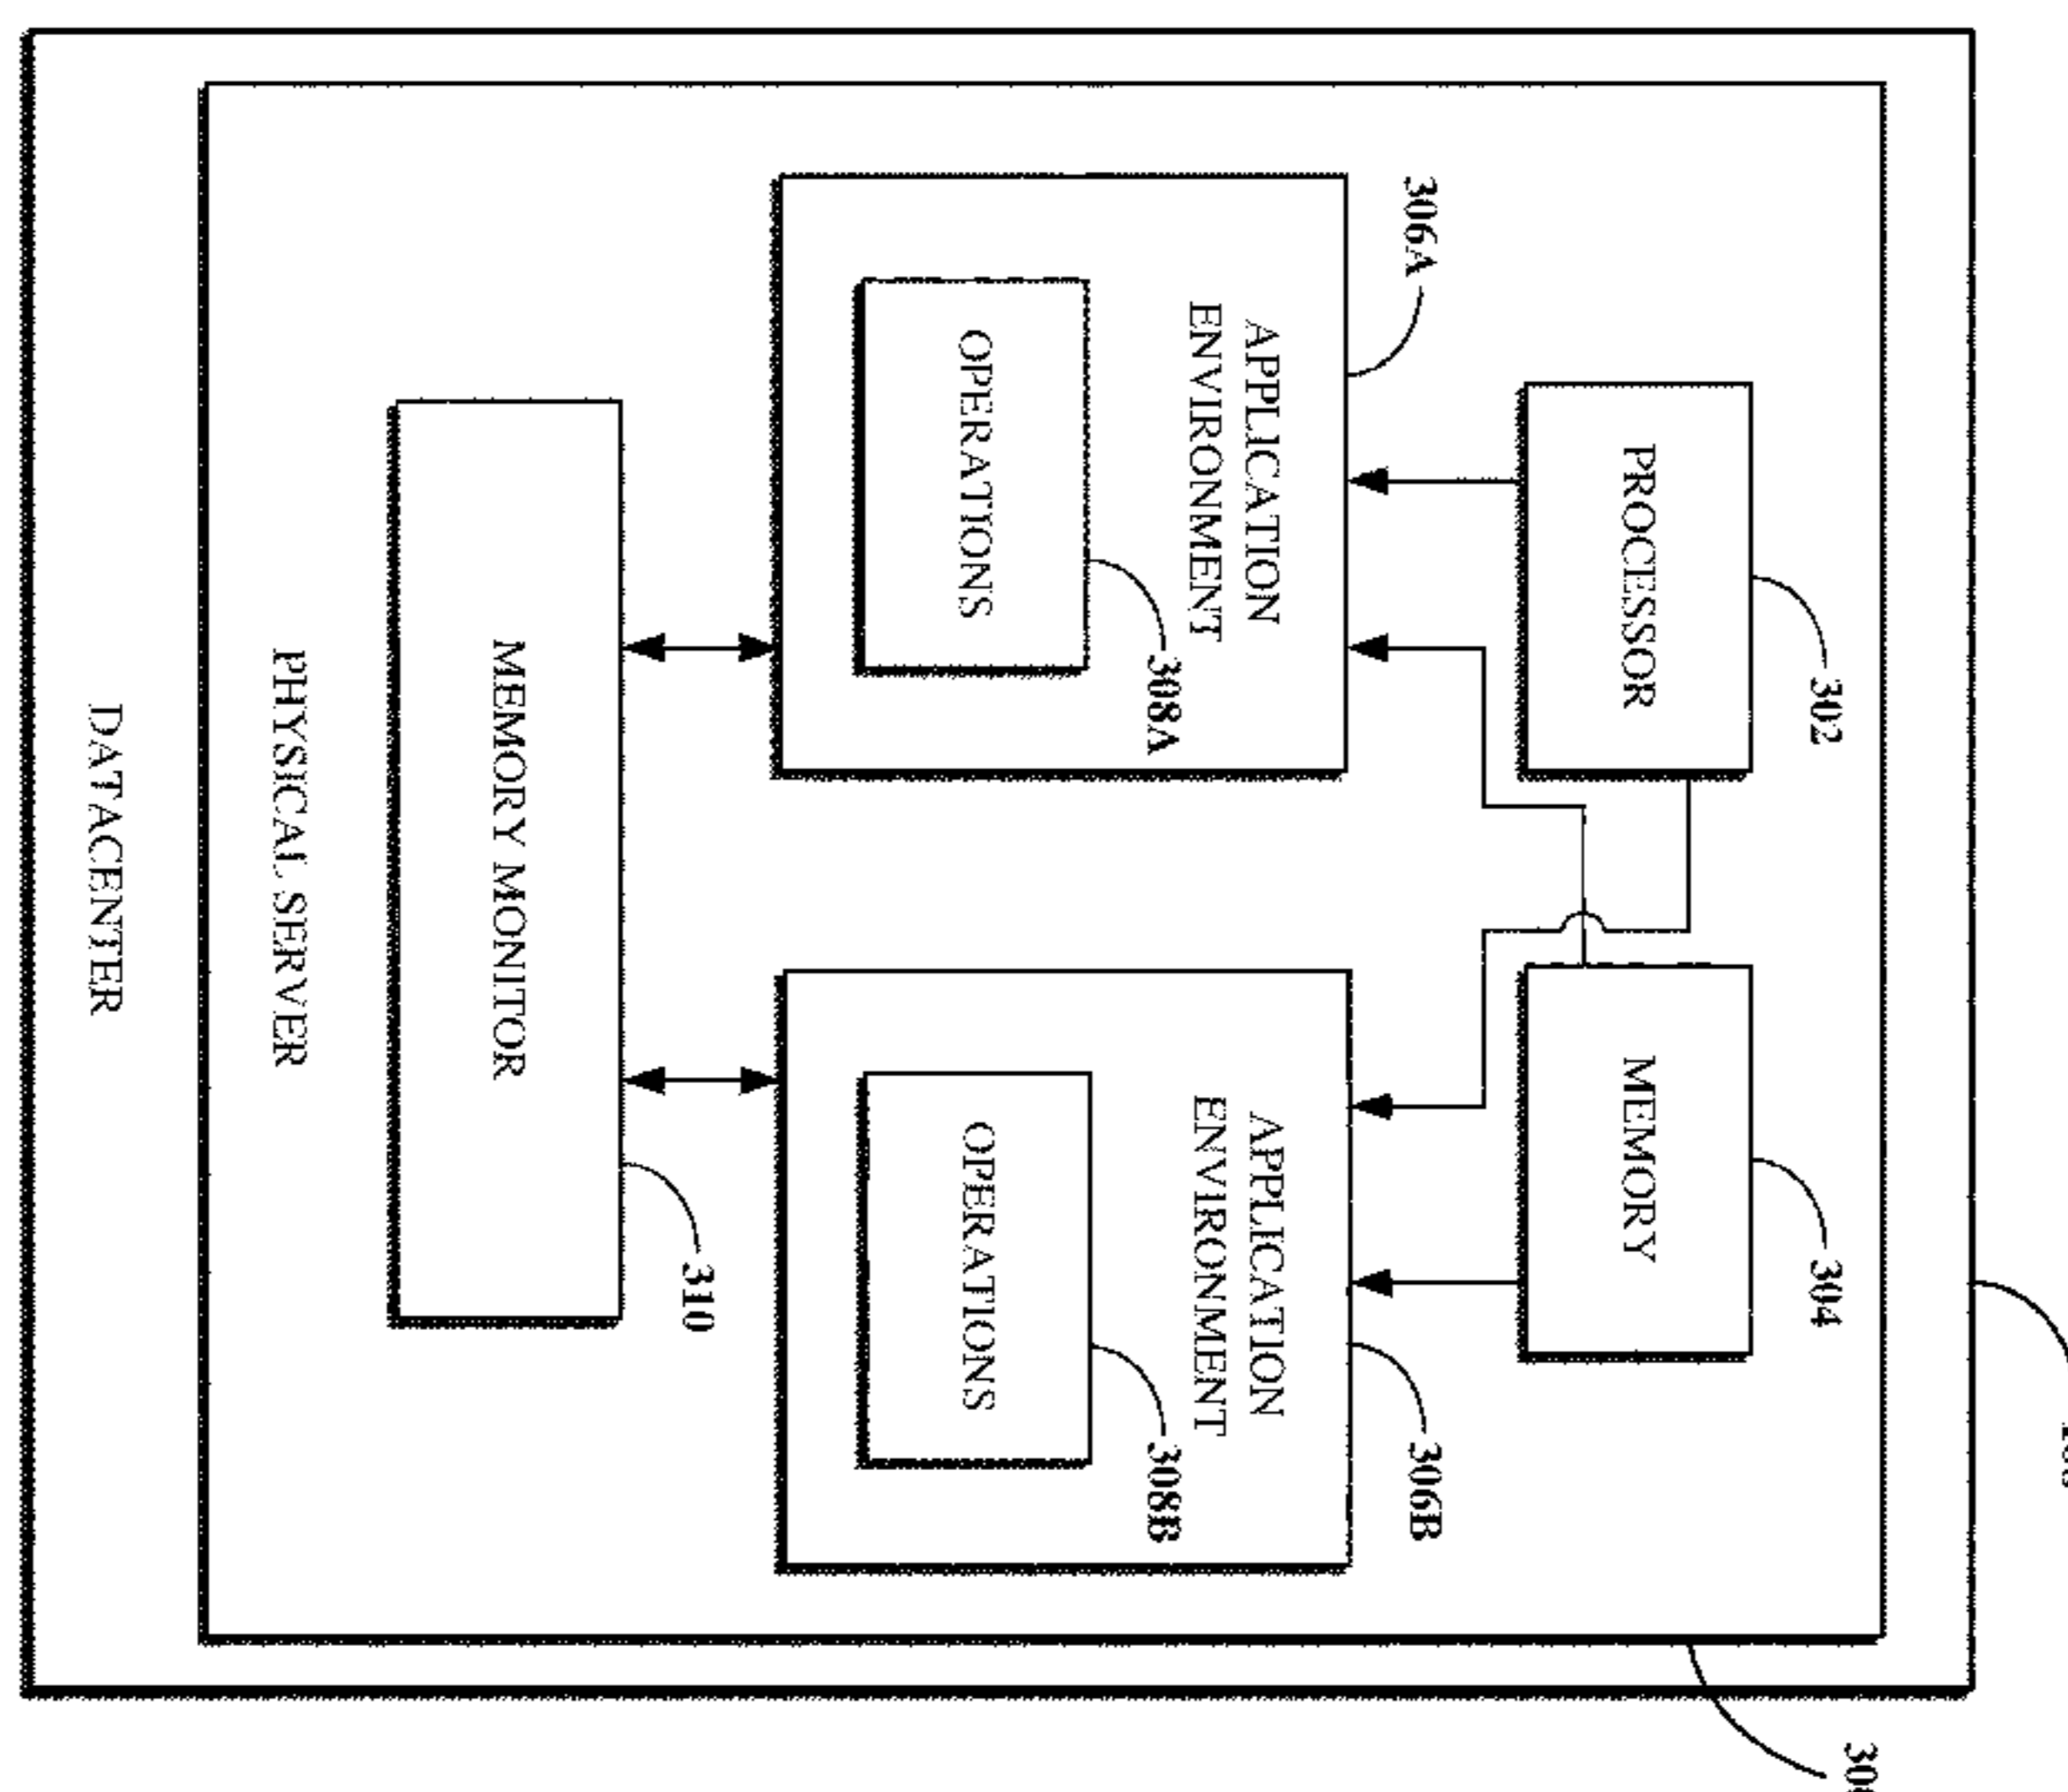 302
304
PROCESSOR
MEMORY
306A
306B
APPLICATION
ENVIRONMENT
APPLICATION
ENVIRONMENT
308A
308B
OPERATIONS
OPERATIONS
310
MEMORY MONITOR
PHYSICAL SERVER
DATACENTER